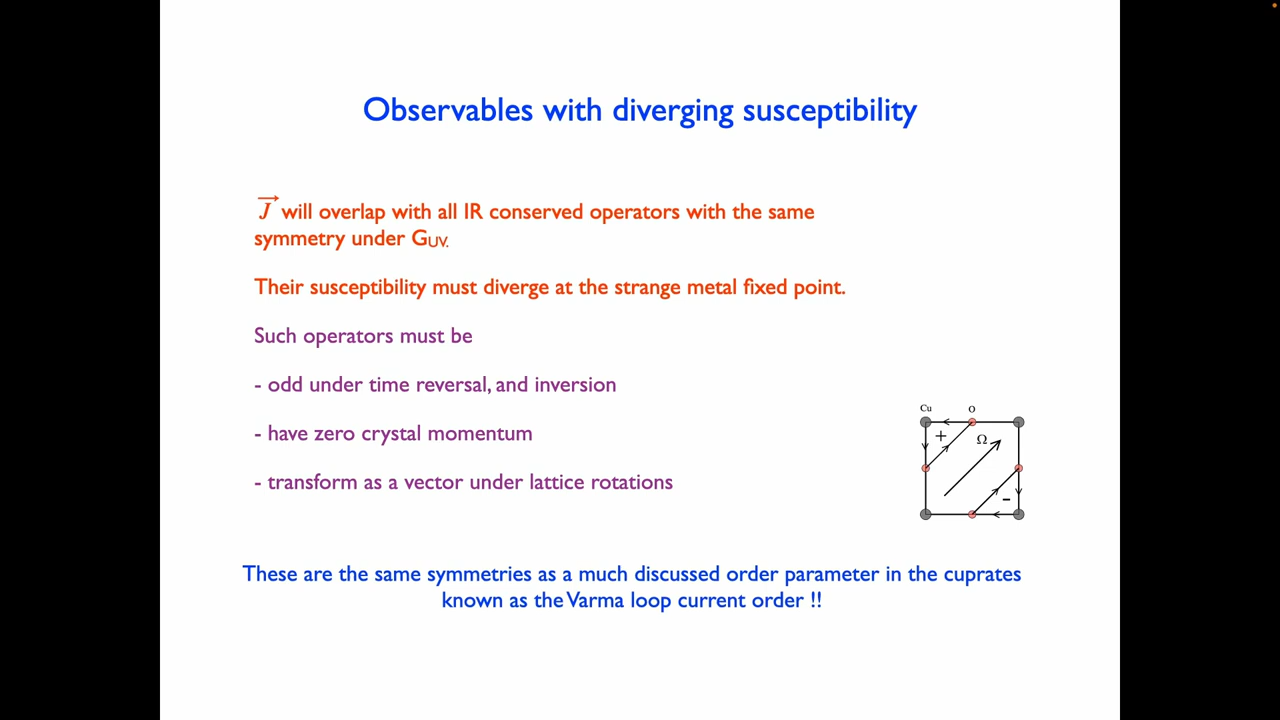 Observables with diverging susceptibility
J⃗ will overlap with all IR conserved operators with the same
symmetry under GUV.
Their susceptibility must diverge at the strange metal fixed point.
Such operators must be
- odd under time reversal, and inversion
- have zero crystal momentum
- transform as a vector under lattice rotations
Cu O
+ Ω
-
These are the same symmetries as a much discussed order parameter in the cuprates
known as the Varma loop current order !!